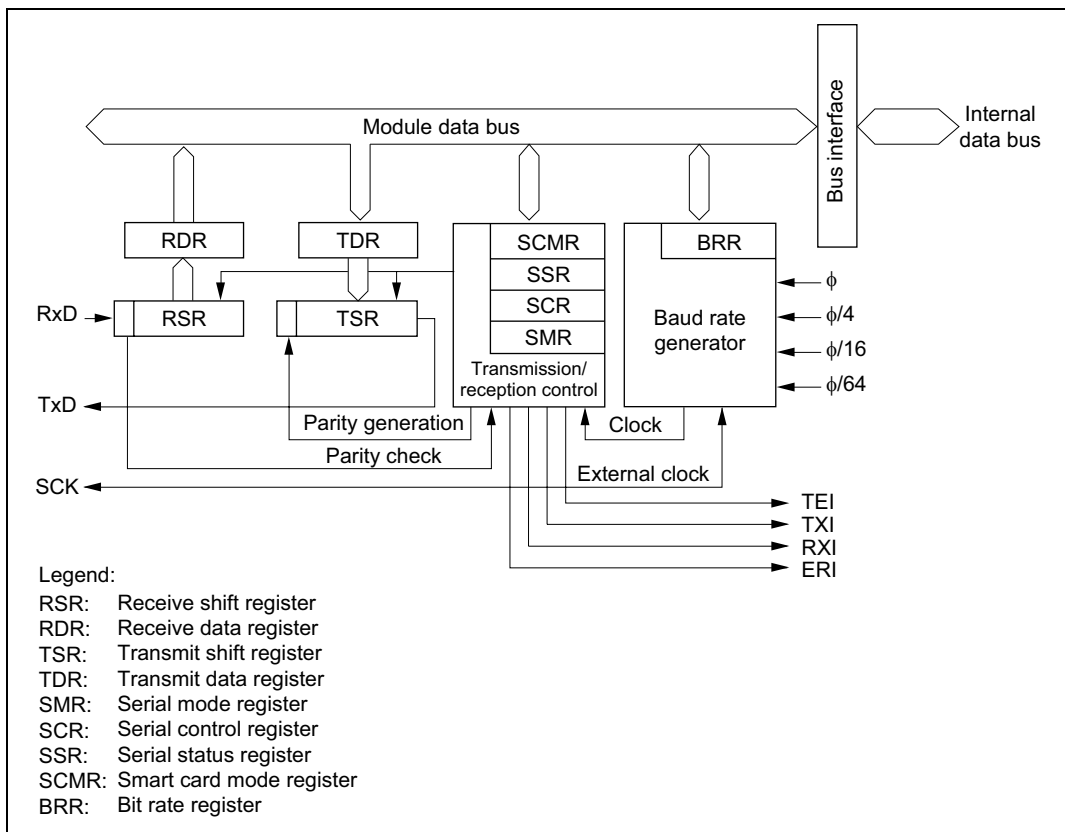 Module data bus
Bus interface
Internal
data bus
RDR
TDR
SCMR
BRR
SSR
SCR
SMR
RxD
RSR
TSR
Baud rate
generator
Transmission/
reception control
ϕ
ϕ/4
ϕ/16
ϕ/64
TxD
Parity generation
Clock
Parity check
External clock
SCK
TEI
TXI
RXI
ERI
Legend:
RSR: Receive shift register
RDR: Receive data register
TSR: Transmit shift register
TDR: Transmit data register
SMR: Serial mode register
SCR: Serial control register
SSR: Serial status register
SCMR: Smart card mode register
BRR: Bit rate register